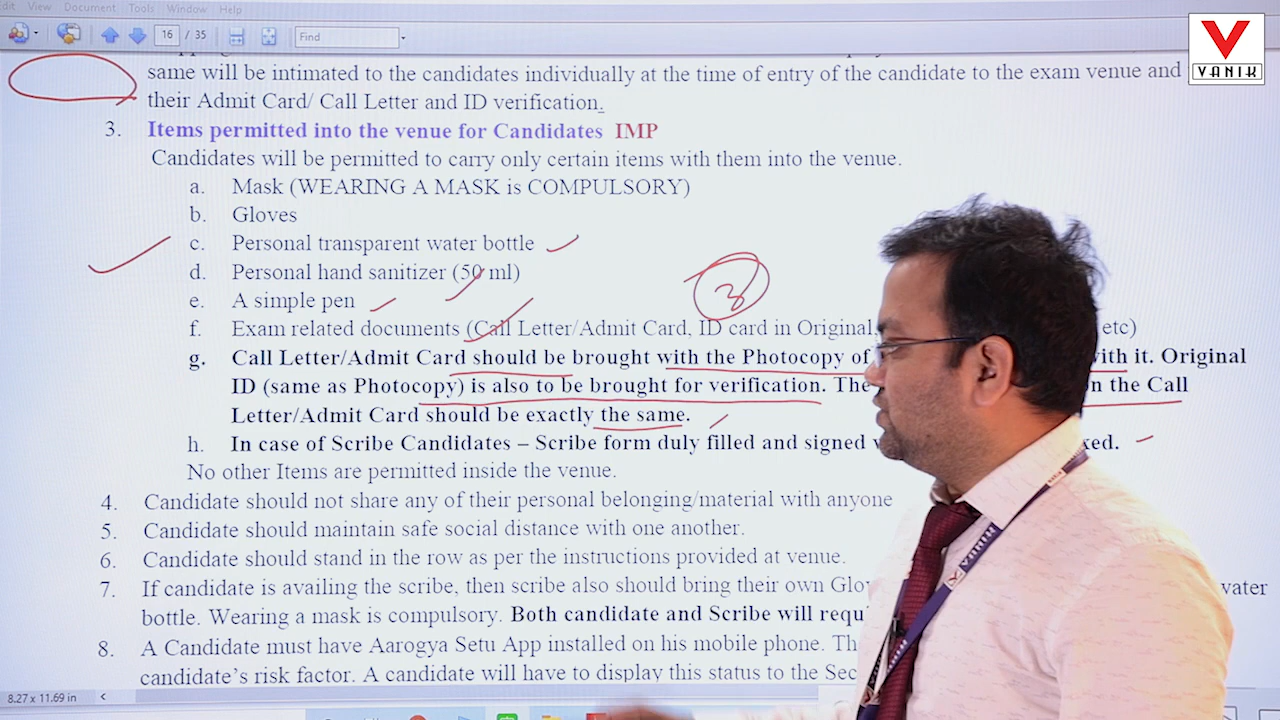 Edit View Document Tools Window Help
16 / 35 Find
VANIK
same will be intimated to the candidates individually at the time of entry of the candidate to the exam venue and
their Admit Card/ Call Letter and ID verification.
3. Items permitted into the venue for Candidates IMP
Candidates will be permitted to carry only certain items with them into the venue.
a. Mask (WEARING A MASK is COMPULSORY)
b. Gloves
c. Personal transparent water bottle
d. Personal hand sanitizer (50 ml)
3
e. A simple pen
f. Exam related documents (Call Letter/Admit Card, ID card in Original, etc)
g. Call Letter/Admit Card should be brought with the Photocopy of with it. Original
ID (same as Photocopy) is also to be brought for verification. The on the Call
Letter/Admit Card should be exactly the same.
h. In case of Scribe Candidates – Scribe form duly filled and signed
No other Items are permitted inside the venue.
4. Candidate should not share any of their personal belonging/material with anyone
5. Candidate should maintain safe social distance with one another.
6. Candidate should stand in the row as per the instructions provided at venue.
7. If candidate is availing the scribe, then scribe also should bring their own water
bottle. Wearing a mask is compulsory. Both candidate and Scribe will
8. A Candidate must have Aarogya Setu App installed on his mobile phone.
candidate's risk factor. A candidate will have to display this status to the
8.27 x 11.69 in